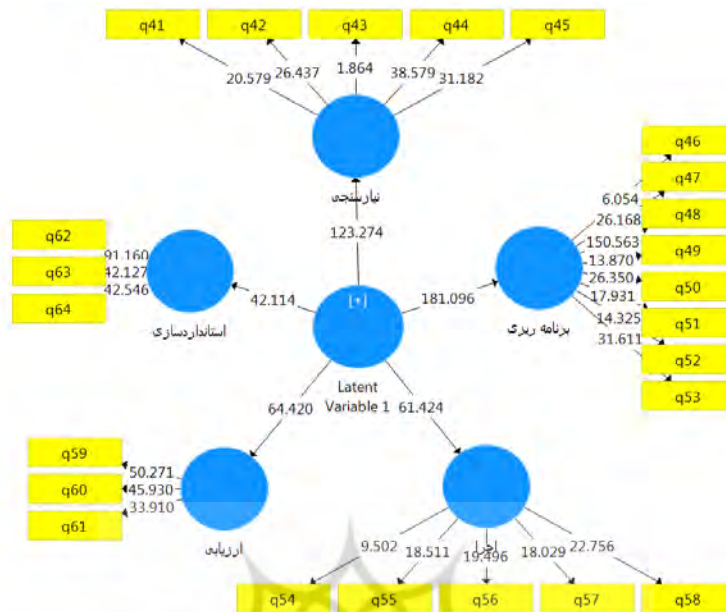 q41
q42
q43
q44
q45
20.579
26.437
1.864
38.579
31.182
نیازسنجی
q46
q47
q48
q49
q50
q51
q52
q53
6.054
26.168
150.563
13.870
26.350
17.931
14.325
31.611
برنامه ریزی
123.274
q62
q63
q64
91.160
42.127
42.546
استانداردسازی
42.114
181.096
[+]
Latent
Variable 1
64.420
61.424
q59
q60
q61
50.271
45.930
33.910
ارزیابی
اجرا
9.502
18.511
19.496
18.029
22.756
q54
q55
q56
q57
q58